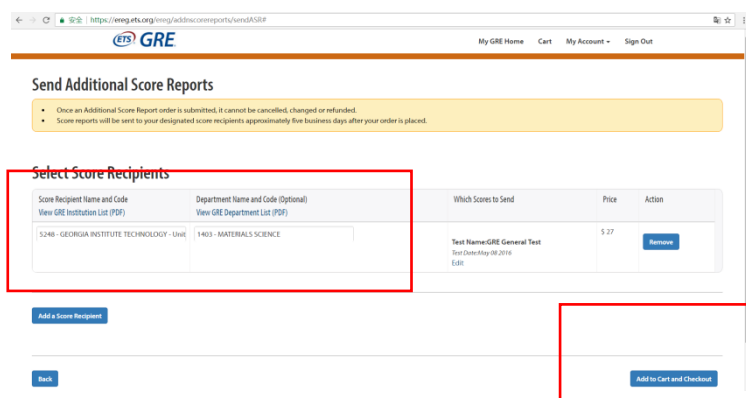 安全 | https://ereg.ets.org/ereg/addnscorereports/sendASR#
ETS GRE
My GRE Home Cart My Account Sign Out
Send Additional Score Reports
• Once an Additional Score Report order is submitted, it cannot be cancelled, changed or refunded.
• Score reports will be sent to your designated score recipients approximately five business days after your order is placed.
Select Score Recipients
Score Recipient Name and Code Department Name and Code (Optional) Which Scores to Send Price Action
View GRE Institution List (PDF) View GRE Department List (PDF)
5248 - GEORGIA INSTITUTE TECHNOLOGY - Unit 1403 - MATERIALS SCIENCE $ 27
Test Name:GRE General Test Remove
Test Date:May 08 2016
Edit
Add a Score Recipient
Back Add to Cart and Checkout